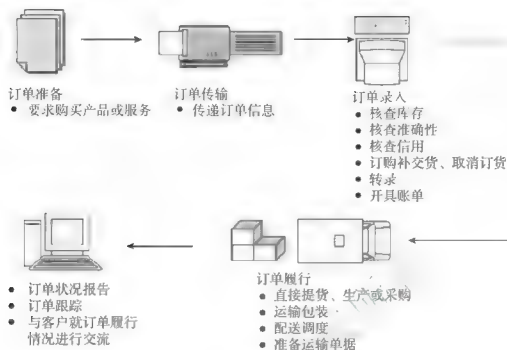 订单准备
• 要求购买产品或服务
订单传输
• 传递订单信息
订单录入
• 核查库存
• 核查准确性
• 核查信用
• 订购补交货、取消订货
• 转录
• 开具账单
订单履行
• 直接提货、生产或采购
• 运输包装
• 配送调度
• 准备运输单据
• 订单状况报告
• 订单跟踪
• 与客户就订单履行
情况进行交流